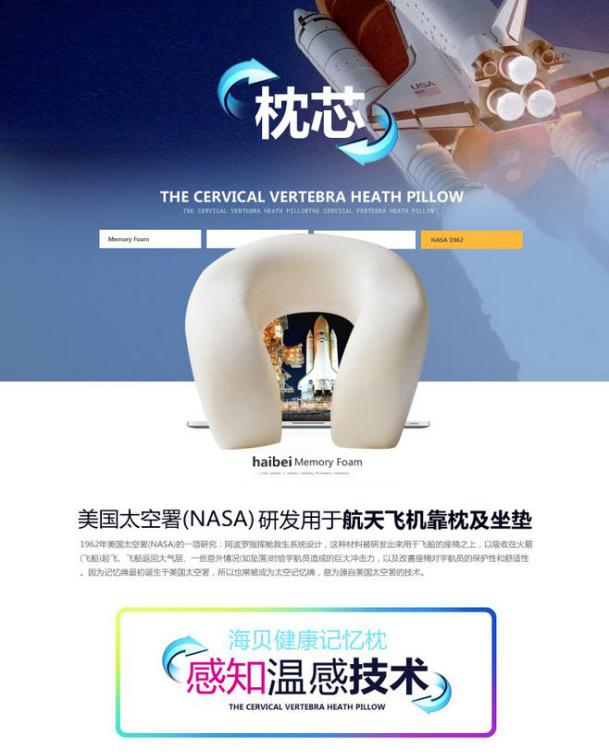 USA
枕芯
THE CERVICAL VERTEBRA HEATH PILLOW
THE CERVICAL VERTEBRA HEATH PILLOWTHE CERVICAL VERTEBRA HEATH PILLOW
Memory Foam
NASA 1962
haibei Memory Foam
美国太空署(NASA) 研发用于航天飞机靠枕及坐垫
1962年美国太空署(NASA)的一项研究：阿波罗指挥舱救生系统设计，这种材料被研发出来用于飞船的座椅之上，以吸收在火箭
(飞船)起飞、飞船返回大气层、一些意外情况(如坠落)时给宇航员造成的巨大冲击力，以及改善座椅对宇航员的保护性和舒适性
。因为记忆绵最初诞生于美国太空署，所以也常被成为太空记忆绵，意为源自美国太空署的技术。
海贝健康记忆枕
感知温感技术
THE CERVICAL VERTEBRA HEATH PILLOW